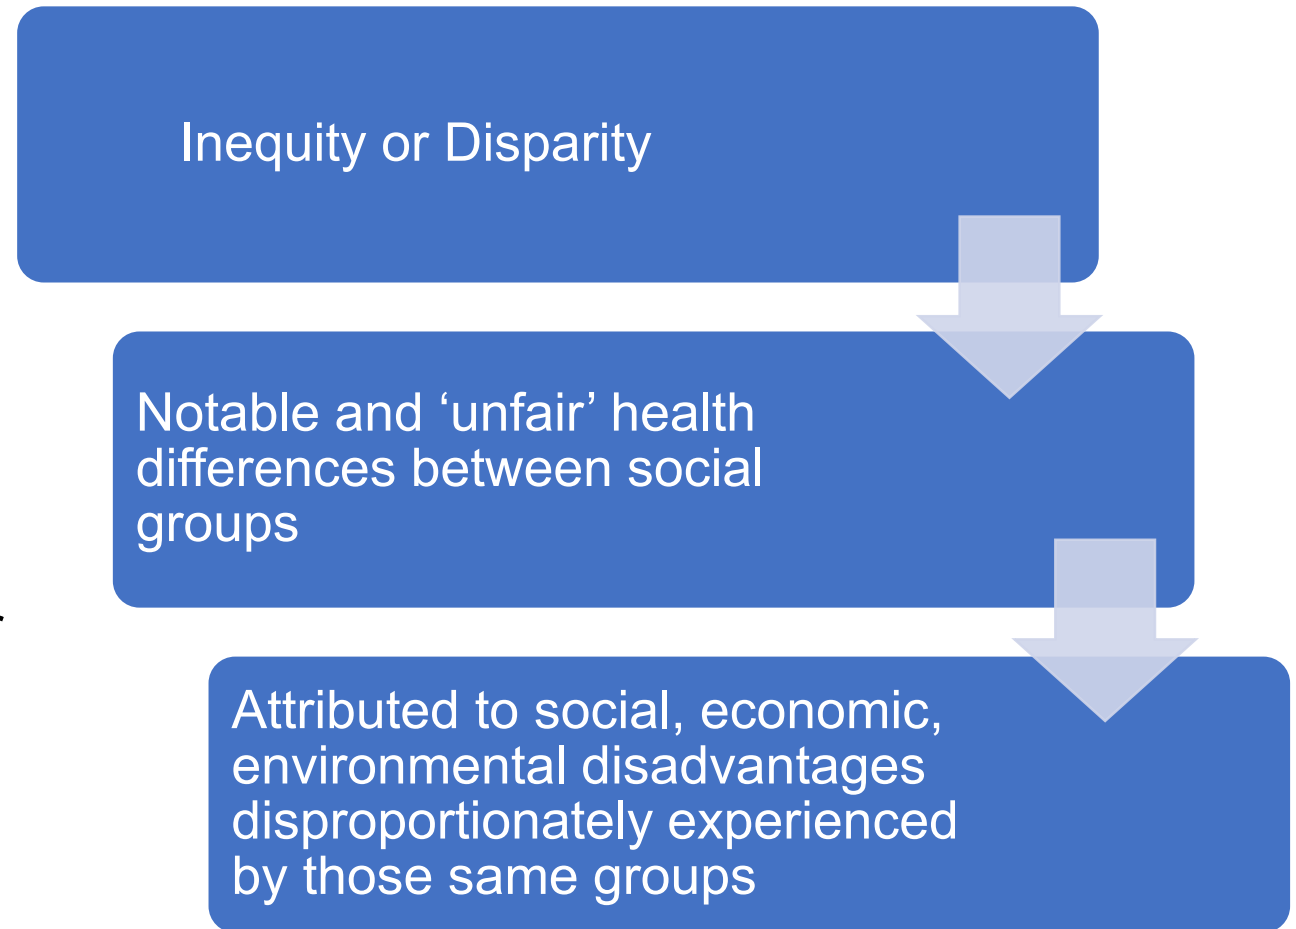 Inequity or Disparity
Notable and ‘unfair’ health
differences between social
groups
Attributed to social, economic,
environmental disadvantages
disproportionately experienced
by those same groups